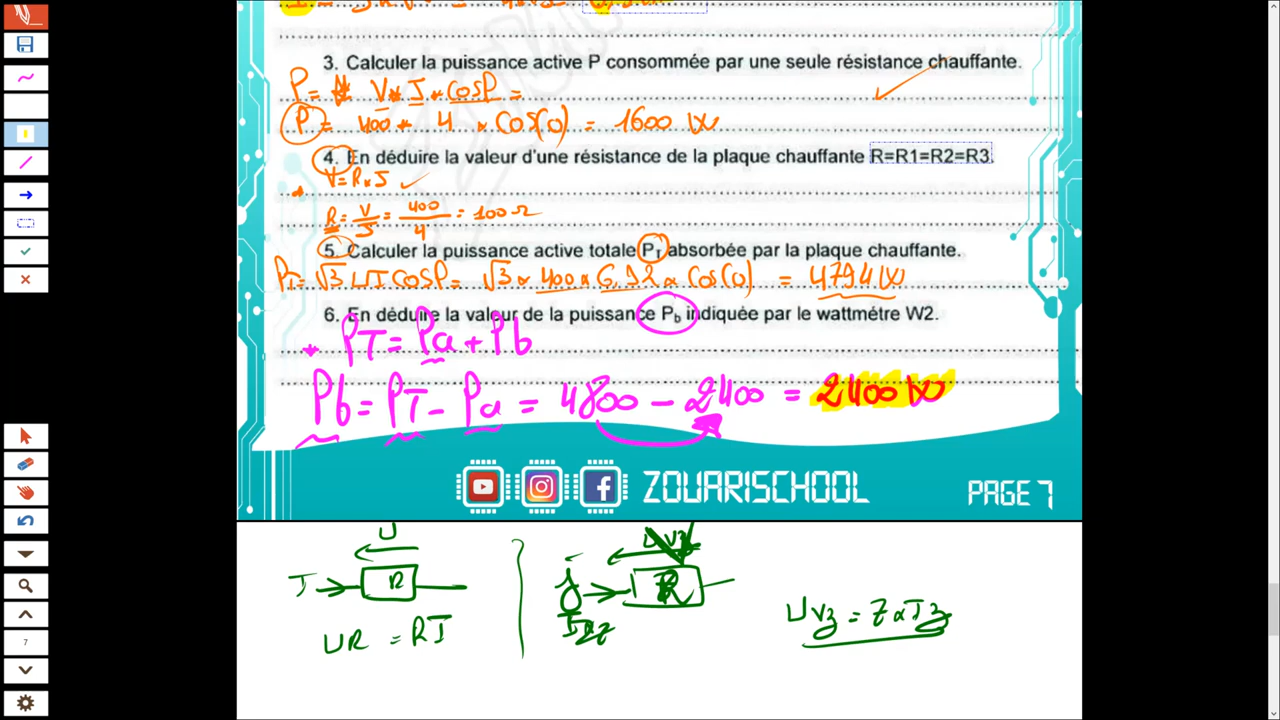 3. Calculer la puissance active P consommée par une seule résistance chauffante.
P = V * J * cosφ =
P = 400 * 4 * cos(0) = 1600 W
4. En déduire la valeur d'une résistance de la plaque chauffante R=R1=R2=R3.
V=R*J
R = V/J = 400/4 = 100 Ω
5. Calculer la puissance active totale PT absorbée par la plaque chauffante.
PT = √3 UI cosφ = √3 * 400 * 6,92 * cos(0) = 4794 W
6. En déduire la valeur de la puissance Pb indiquée par le wattmétre W2.
PT = Pa + Pb
Pb = PT - Pa = 4800 - 2400 = 2400 W
ZOUARISCHOOL
PAGE 7
U
I R
UR = RI
7